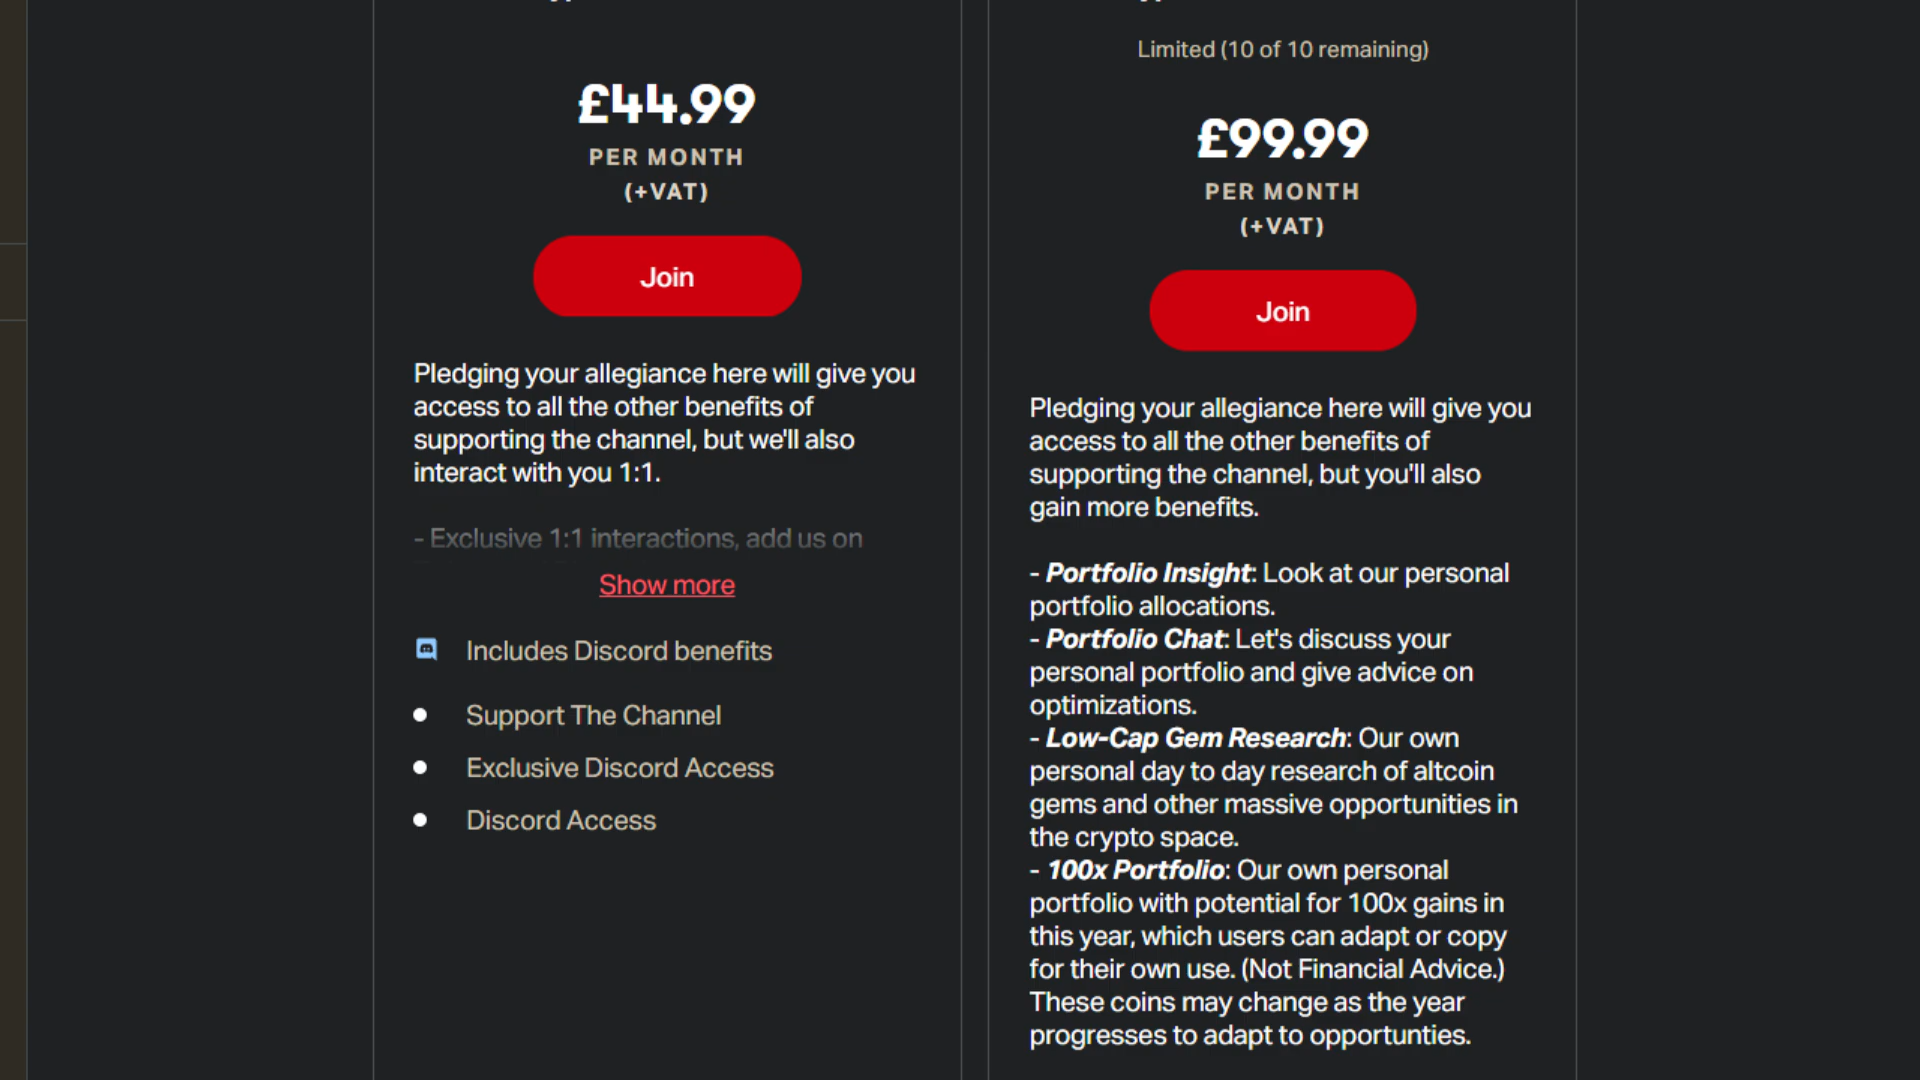 £44.99
PER MONTH
(+VAT)
Join
Pledging your allegiance here will give you
access to all the other benefits of
supporting the channel, but we'll also
interact with you 1:1.
- Exclusive 1:1 interactions, add us on
Show more
Includes Discord benefits
Support The Channel
Exclusive Discord Access
Discord Access
Limited (10 of 10 remaining)
£99.99
PER MONTH
(+VAT)
Join
Pledging your allegiance here will give you
access to all the other benefits of
supporting the channel, but you'll also
gain more benefits.
- Portfolio Insight: Look at our personal
portfolio allocations.
- Portfolio Chat: Let's discuss your
personal portfolio and give advice on
optimizations.
- Low-Cap Gem Research: Our own
personal day to day research of altcoin
gems and other massive opportunities in
the crypto space.
- 100x Portfolio: Our own personal
portfolio with potential for 100x gains in
this year, which users can adapt or copy
for their own use. (Not Financial Advice.)
These coins may change as the year
progresses to adapt to opportunties.